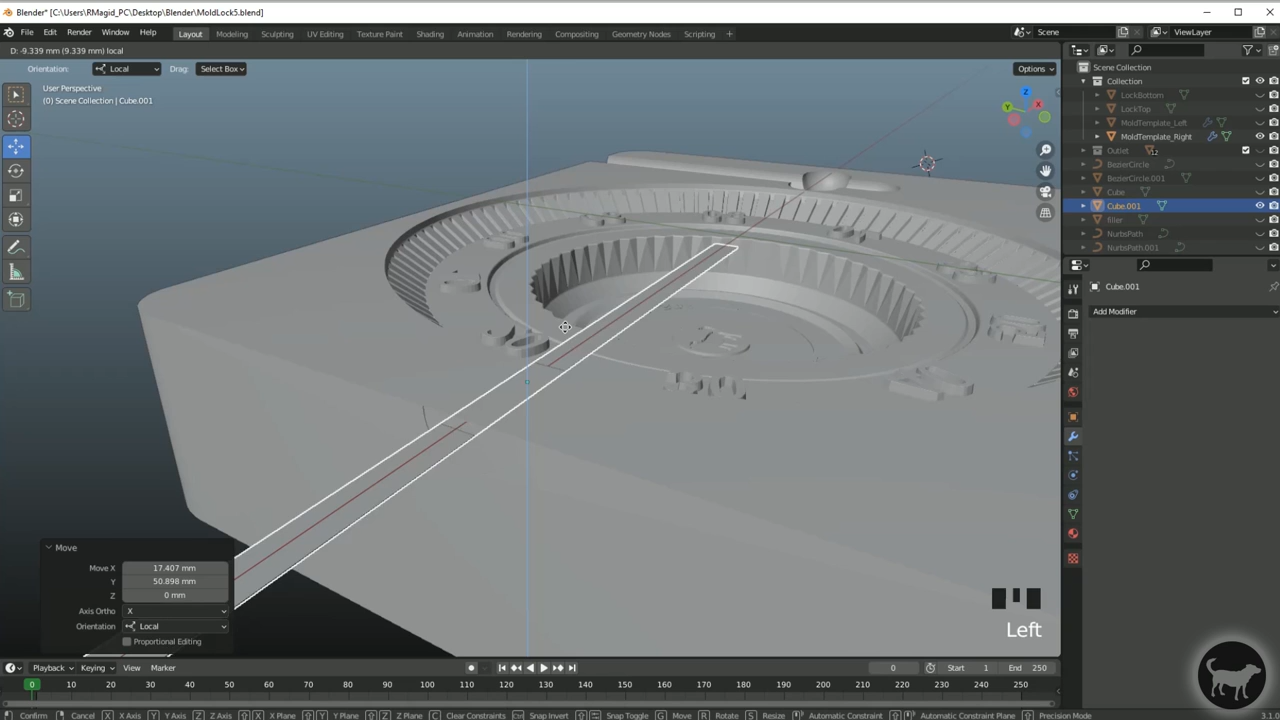 Blender* [C:\Users\RMagid_PC\Desktop\Blender\MoldLock5.blend]
File Edit Render Window Help Layout Modeling Sculpting UV Editing Texture Paint Shading Animation Rendering Compositing Geometry Nodes Scripting + Scene ViewLayer
D: -9.339 mm (9.339 mm) local
Orientation: Local Drag: Select Box Options
User Perspective
(0) Scene Collection | Cube.001
Z
Y
X
Scene Collection
Collection
LockBottom
LockTop
MoldTemplate_Left
MoldTemplate_Right
Outlet 12
BezierCircle
BezierCircle.001
Cube
Cube.001
filler
NurbsPath
NurbsPath.001
Cube.001
Add Modifier
Move
Move X 17.407 mm
Y 50.898 mm
Z 0 mm
Axis Ortho X
Orientation Local
Proportional Editing
Left
Playback Keying View Marker 0 Start 1 End 250
0 10 20 30 40 50 60 70 80 90 100 110 120 130 140 150 160 170 180 190 200 210 220 230 240 250
Confirm Cancel X X Axis Y Y Axis Z Z Axis X X Plane Y Y Plane Z Z Plane C Clear Constraints Snap Invert Snap Toggle G Move R Rotate S Resize Automatic Constraint Automatic Constraint Plane Precision Mode 3.1.0